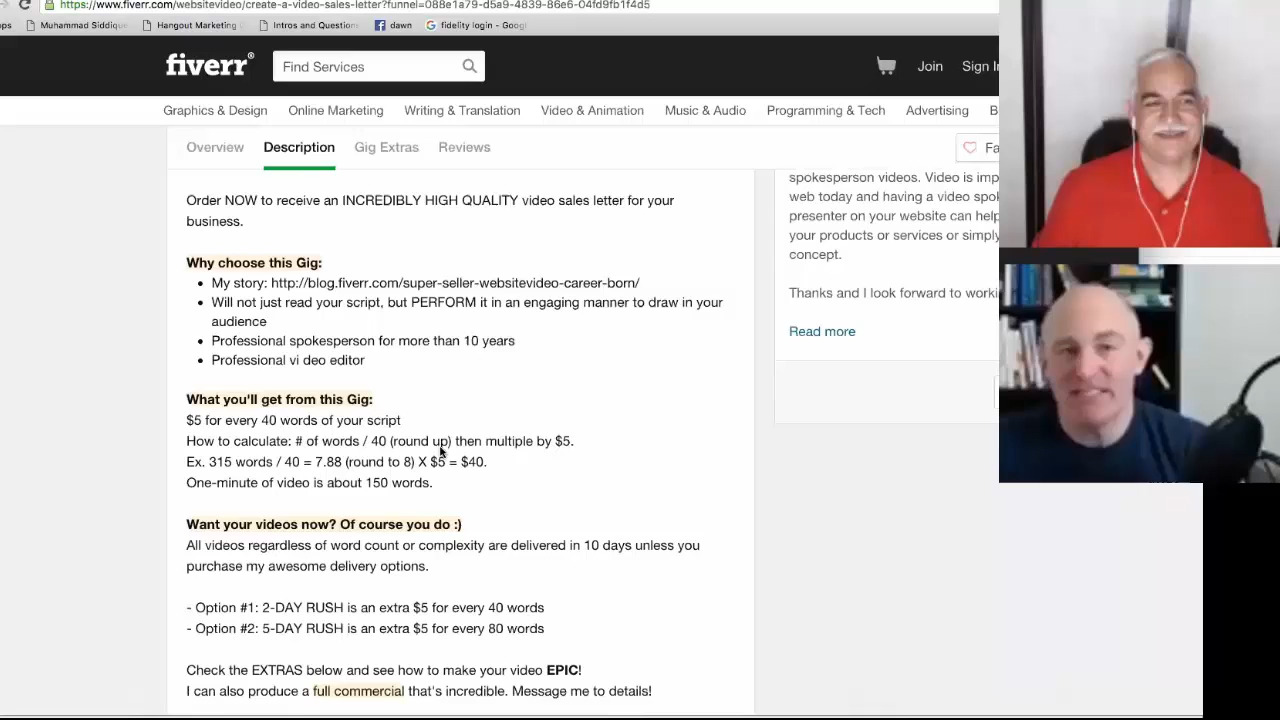 https://www.fiverr.com/websitevideo/create-a-video-sales-letter?funnel=088e1a79-d5a9-4839-86e6-04fd9fb1f4d5
ps
Muhammad Siddique
Hangout Marketing G
Intros and Question
dawn
fidelity login - Goog
fiverr®
Find Services
Join
Sign In
Graphics & Design
Online Marketing
Writing & Translation
Video & Animation
Music & Audio
Programming & Tech
Advertising
B
Overview
Description
Gig Extras
Reviews
Fa
Order NOW to receive an INCREDIBLY HIGH QUALITY video sales letter for your
business.
Why choose this Gig:
• My story: http://blog.fiverr.com/super-seller-websitevideo-career-born/
• Will not just read your script, but PERFORM it in an engaging manner to draw in your
audience
• Professional spokesperson for more than 10 years
• Professional vi deo editor
What you'll get from this Gig:
$5 for every 40 words of your script
How to calculate: # of words / 40 (round up) then multiple by $5.
Ex. 315 words / 40 = 7.88 (round to 8) X $5 = $40.
One-minute of video is about 150 words.
Want your videos now? Of course you do :)
All videos regardless of word count or complexity are delivered in 10 days unless you
purchase my awesome delivery options.
- Option #1: 2-DAY RUSH is an extra $5 for every 40 words
- Option #2: 5-DAY RUSH is an extra $5 for every 80 words
Check the EXTRAS below and see how to make your video EPIC!
I can also produce a full commercial that's incredible. Message me to details!
spokesperson videos. Video is imp
web today and having a video spok
presenter on your website can help
your products or services or simply
concept.
Thanks and I look forward to worki
Read more